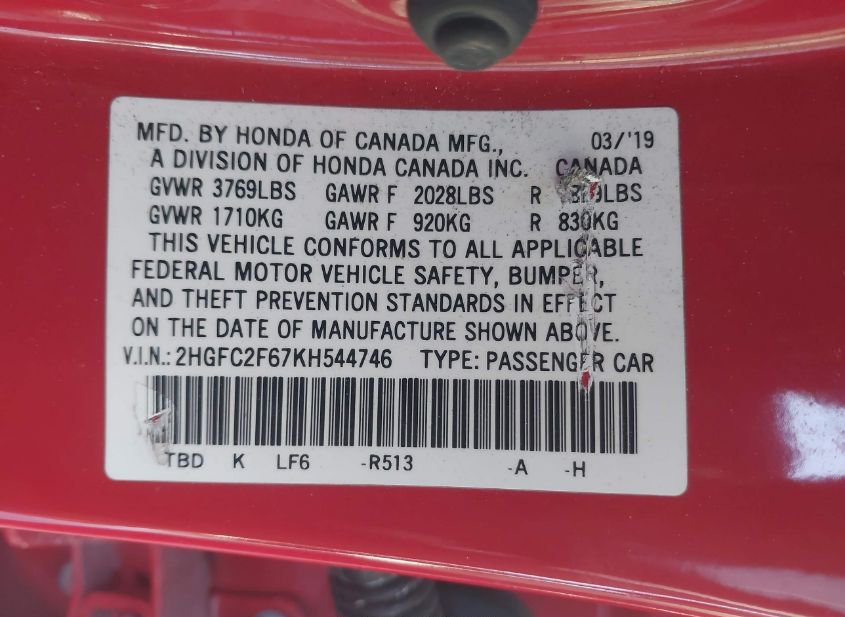 MFD. BY HONDA OF CANADA MFG., 03/'19
A DIVISION OF HONDA CANADA INC. CANADA
GVWR 3769LBS GAWR F 2028LBS R
GVWR 1710KG GAWR F 920KG R 830KG
THIS VEHICLE CONFORMS TO ALL APPLICABLE
FEDERAL MOTOR VEHICLE SAFETY, BUMPER,
AND THEFT PREVENTION STANDARDS IN EFFECT
ON THE DATE OF MANUFACTURE SHOWN ABOVE.
V.I.N.: 2HGFC2F67KH544746 TYPE: PASSENGER CAR
TBD K LF6 -R513 -A -H